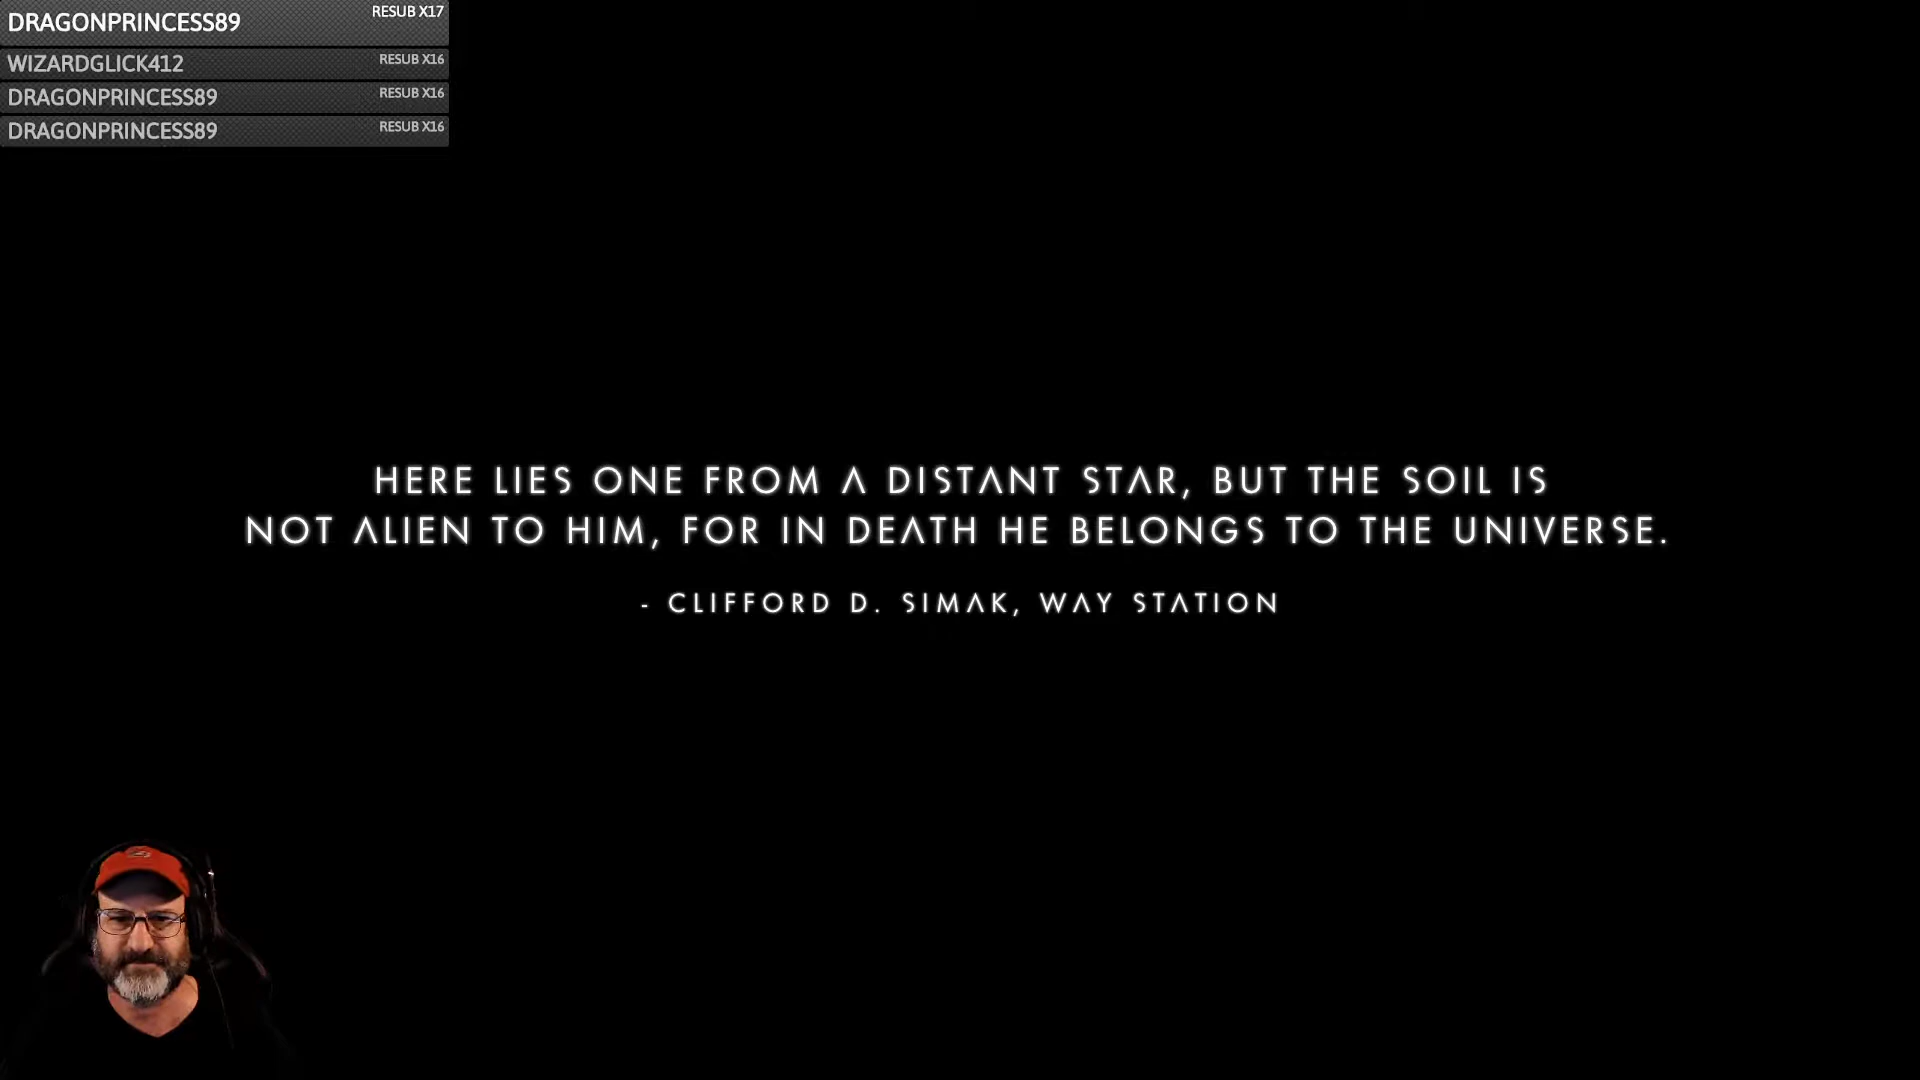 DRAGONPRINCESS89 RESUB X17
WIZARDGLICK412 RESUB X16
DRAGONPRINCESS89 RESUB X16
DRAGONPRINCESS89 RESUB X16
HERE LIES ONE FROM A DISTANT STAR, BUT THE SOIL IS
NOT ALIEN TO HIM, FOR IN DEATH HE BELONGS TO THE UNIVERSE.
- CLIFFORD D. SIMAK, WAY STATION